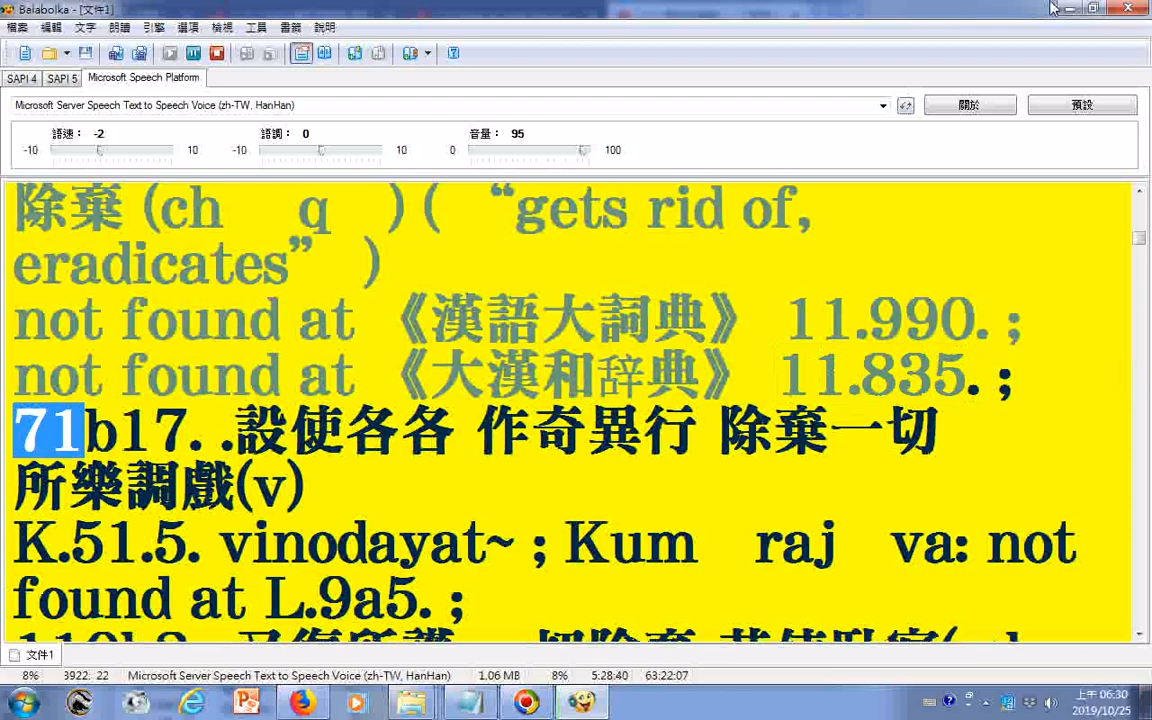 Balabolka - [文件1]
檔案 編輯 文字 朗讀 引擎 選項 檢視 工具 書籤 說明
SAPI 4 SAPI 5 Microsoft Speech Platform
Microsoft Server Speech Text to Speech Voice (zh-TW, HanHan) 關於 預設
語速： -2 語調： 0 音量： 95
-10 10 -10 10 0 100
除棄 (ch q ) ( “gets rid of,
eradicates” )
not found at 《漢語大詞典》 11.990. ;
not found at 《大漢和辞典》 11.835. ;
71b17. .設使各各 作奇異行 除棄一切
所樂調戲(v)
K.51.5. vinodayat~ ; Kum raj va: not
found at L.9a5. ;
文件1
8% 3922: 22 Microsoft Server Speech Text to Speech Voice (zh-TW, HanHan) 1.06 MB 8% 5:28:40 63:22:07
上午 06:30
2019/10/25